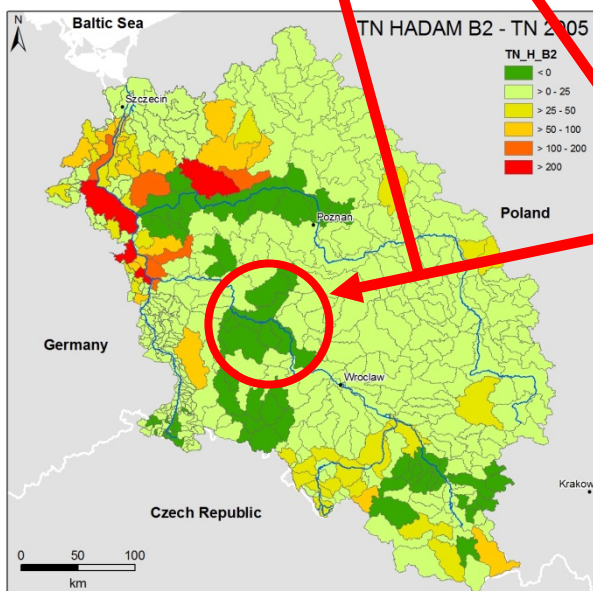 Baltic Sea
N
TN HADAM B2 - TN 2005
TN_H_B2
< 0
> 0 - 25
> 25 - 50
> 50 - 100
> 100 - 200
> 200
Szczecin
Poznan
Poland
Germany
Wroclaw
Krakow
Czech Republic
0 50 100
km